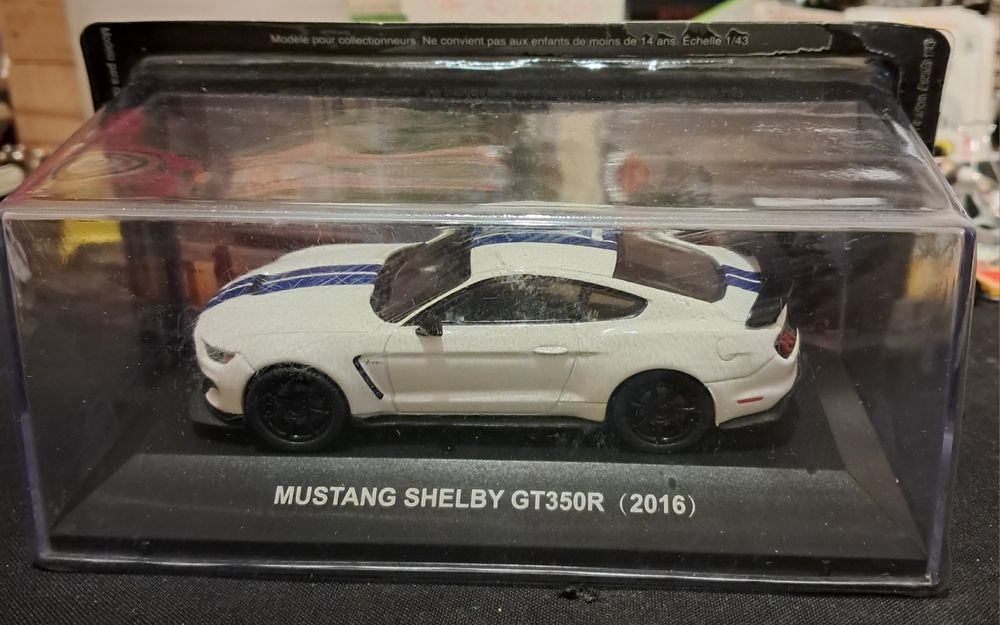 Modèle pour collectionneurs. Ne convient pas aux enfants de moins de 14 ans. Échelle 1/43
MUSTANG SHELBY GT350R（2016）